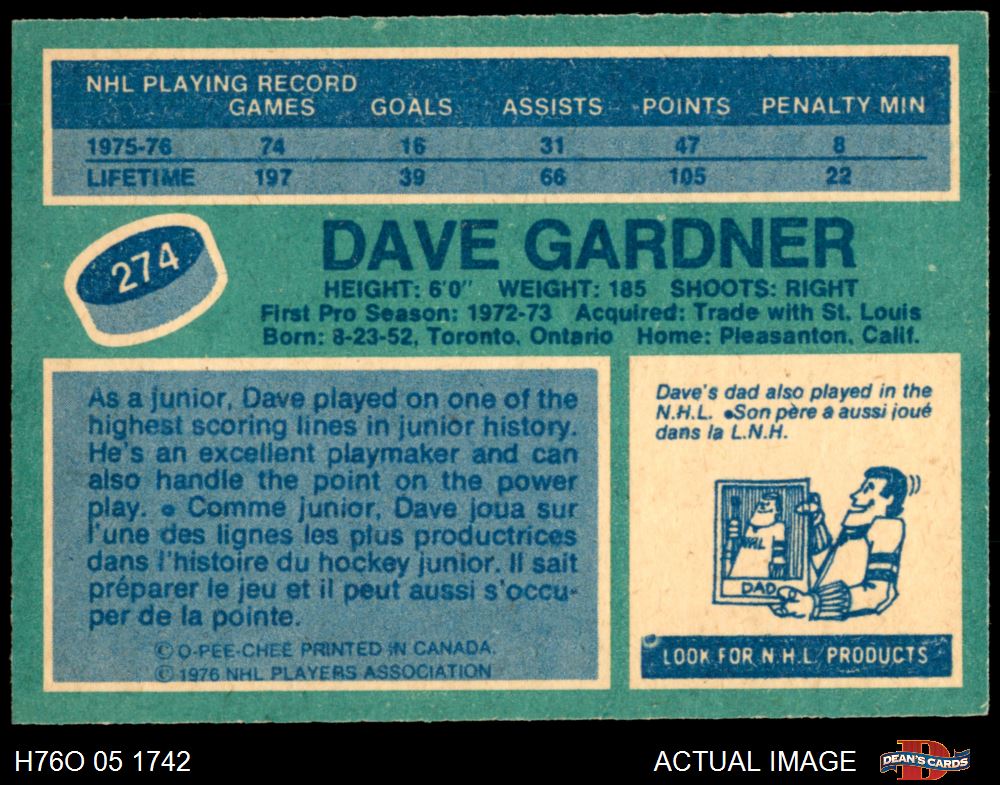 NHL PLAYING RECORD
GAMES GOALS ASSISTS POINTS PENALTY MIN
1975-76 74 16 31 47 8
LIFETIME 197 39 66 105 22
274
DAVE GARDNER
HEIGHT: 6'0" WEIGHT: 185 SHOOTS: RIGHT
First Pro Season: 1972-73 Acquired: Trade with St. Louis
Born: 8-23-52, Toronto, Ontario Home: Pleasanton, Calif.
As a junior, Dave played on one of the
highest scoring lines in junior history.
He's an excellent playmaker and can
also handle the point on the power
play. • Comme junior, Dave joua sur
l'une des lignes les plus productrices
dans l'histoire du hockey junior. Il sait
préparer le jeu et il peut aussi s'occu-
per de la pointe.
© O-PEE-CHEE PRINTED IN CANADA.
© 1976 NHL PLAYERS ASSOCIATION
Dave's dad also played in the
N.H.L. •Son père a aussi joué
dans la L.N.H.
NHL
DAD
LOOK FOR N.H.L. PRODUCTS
H76O 05 1742
ACTUAL IMAGE
D
DEAN'S CARDS